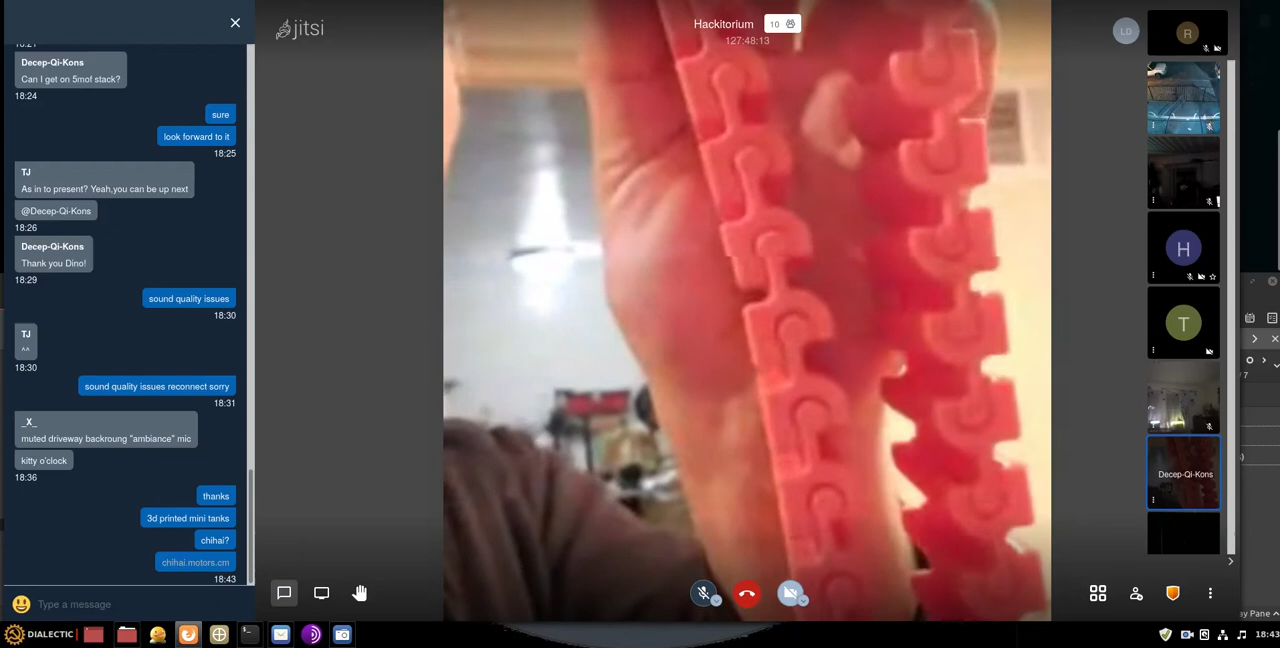 jitsi
Hackitorium 10
127:48:13
LD
R
Decep-Qi-Kons
Can I get on 5mof stack?
18:24
sure
look forward to it
18:25
TJ
As in to present? Yeah,you can be up next
@Decep-Qi-Kons
18:26
Decep-Qi-Kons
Thank you Dino!
18:29
sound quality issues
18:30
TJ
^^
18:30
sound quality issues reconnect sorry
18:31
_X_
muted driveway backroung "ambiance" mic
kitty o'clock
18:36
thanks
3d printed mini tanks
chihai?
chihai.motors.cm
18:43
Type a message
H
T
Decep-Qi-Kons
/ 7
ay Pane
DIALECTIC
18:43